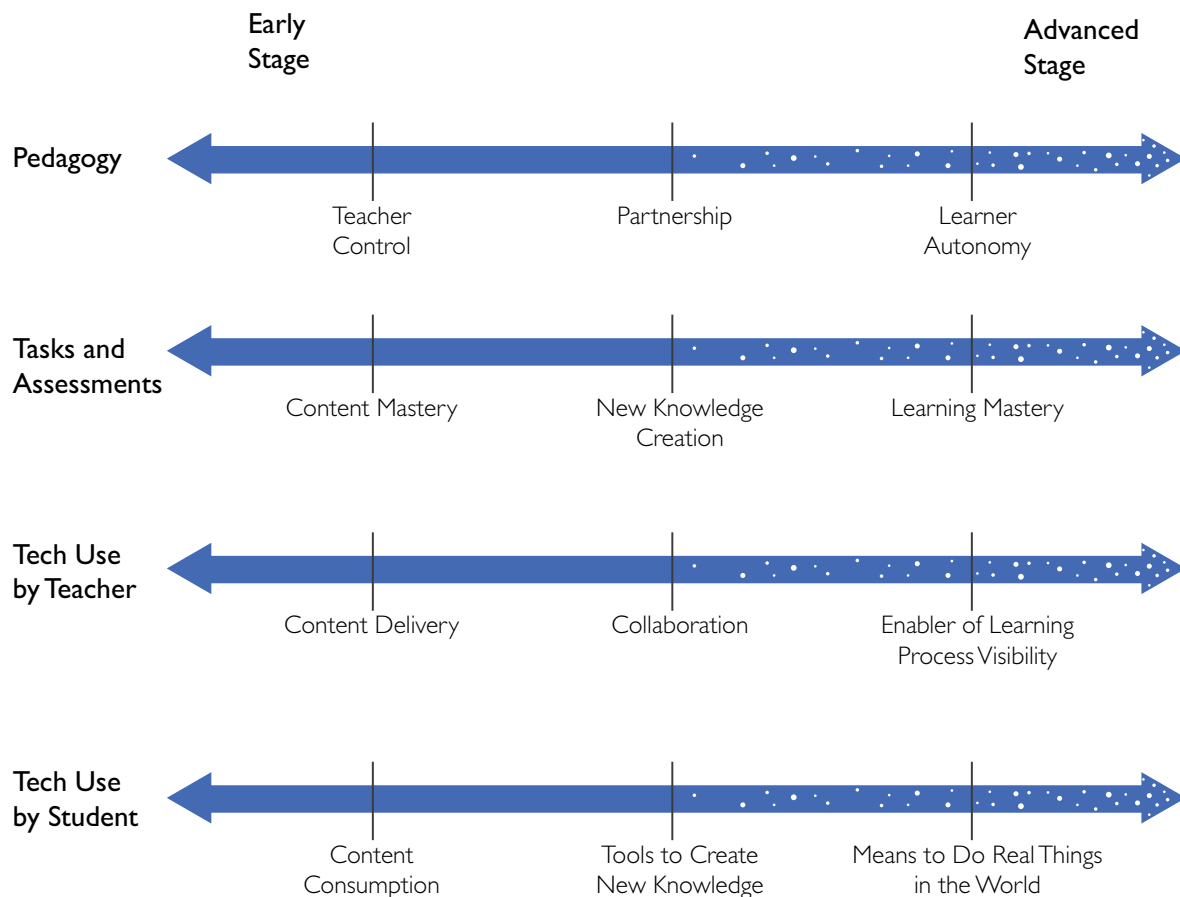 Early
Stage
Advanced
Stage
Pedagogy
Teacher
Control
Partnership
Learner
Autonomy
Tasks and
Assessments
Content Mastery
New Knowledge
Creation
Learning Mastery
Tech Use
by Teacher
Content Delivery
Collaboration
Enabler of Learning
Process Visibility
Tech Use
by Student
Content
Consumption
Tools to Create
New Knowledge
Means to Do Real Things
in the World